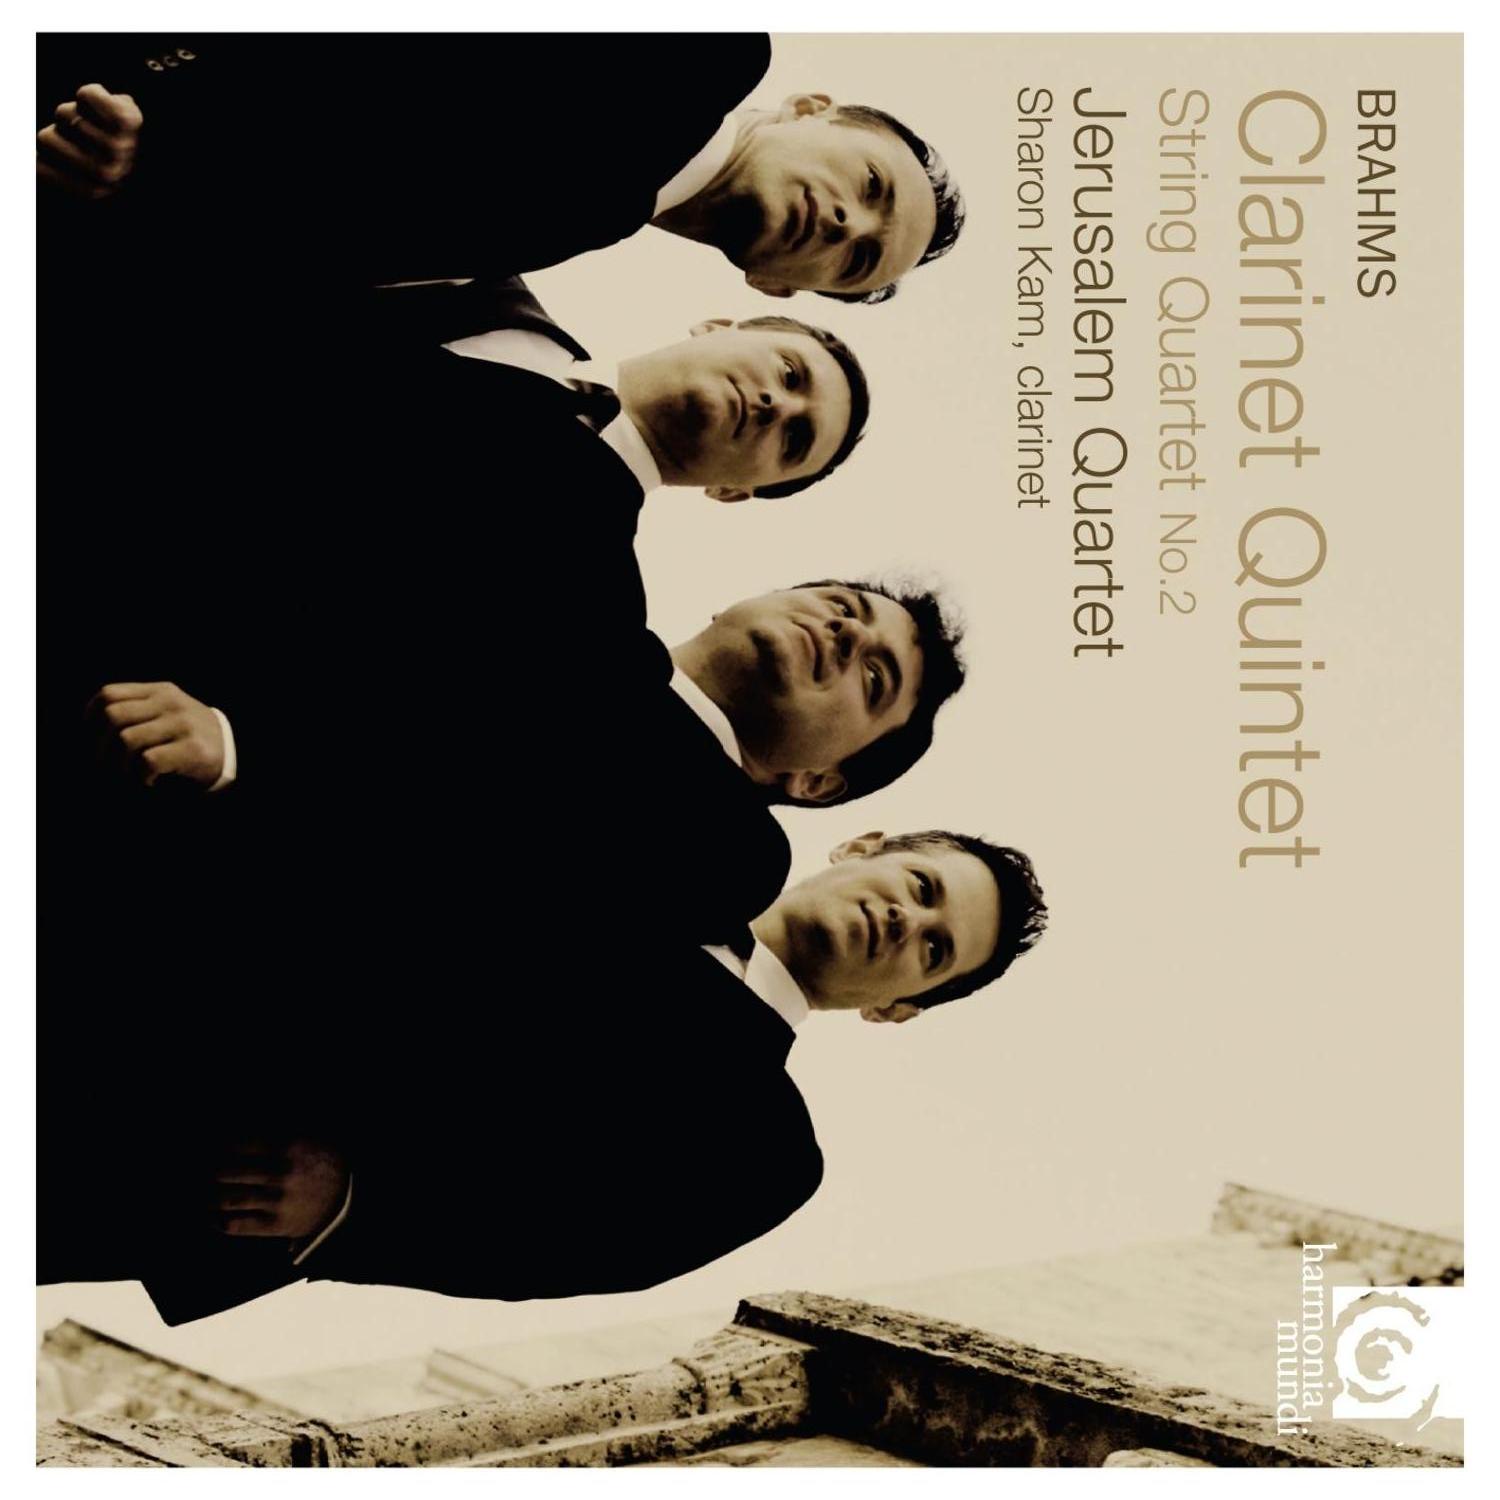 BRAHMS
Clarinet Quintet
String Quartet No.2
Jerusalem Quartet
Sharon Kam, clarinet
harmonia
mundi